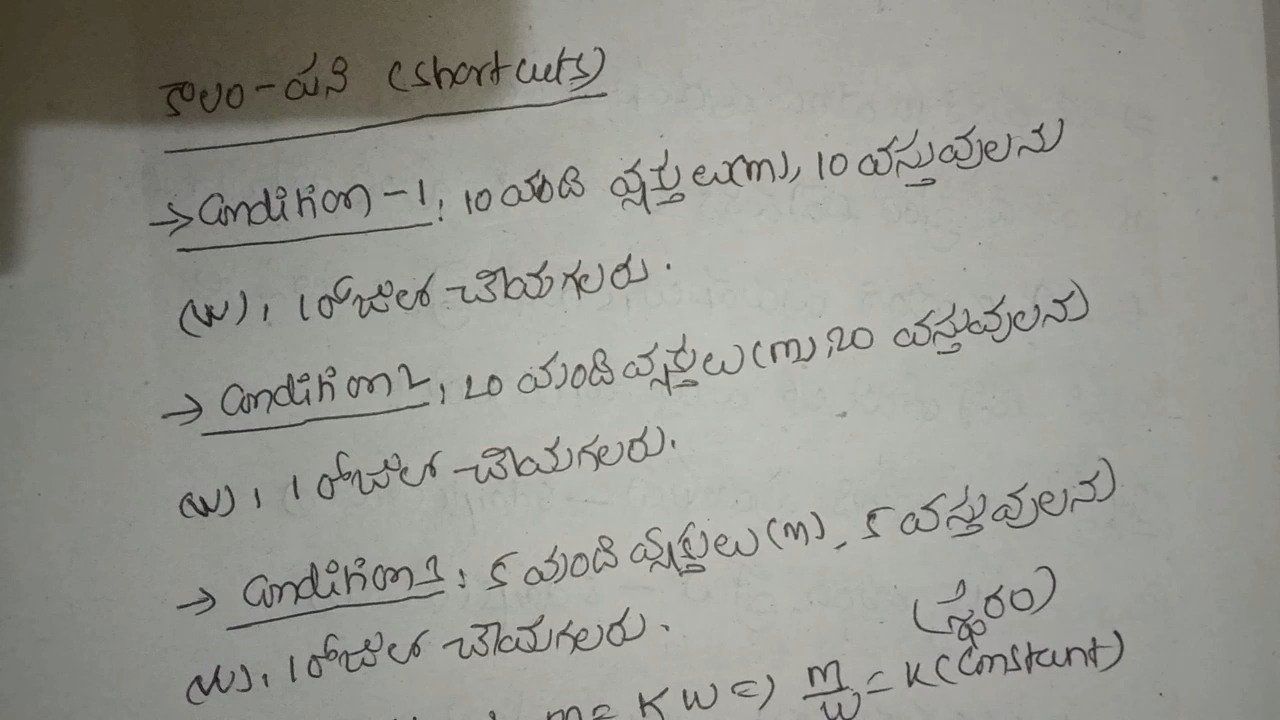 కాలం-పని (shortcuts)
→ Condition-1: 10 మంది వ్యక్తులు(m), 10 వస్తువులను
(w), 1 రోజులో చేయగలరు.
→ Condition 2, 20 మంది వ్యక్తులు (m), 20 వస్తువులను
(w), 1 రోజులో చేయగలరు.
→ Condition 3: 5 మంది వ్యక్తులు (m), 5 వస్తువులను
(w), 1 రోజులో చేయగలరు.
(స్థిరం)
m = KW => m/w = K (Constant)